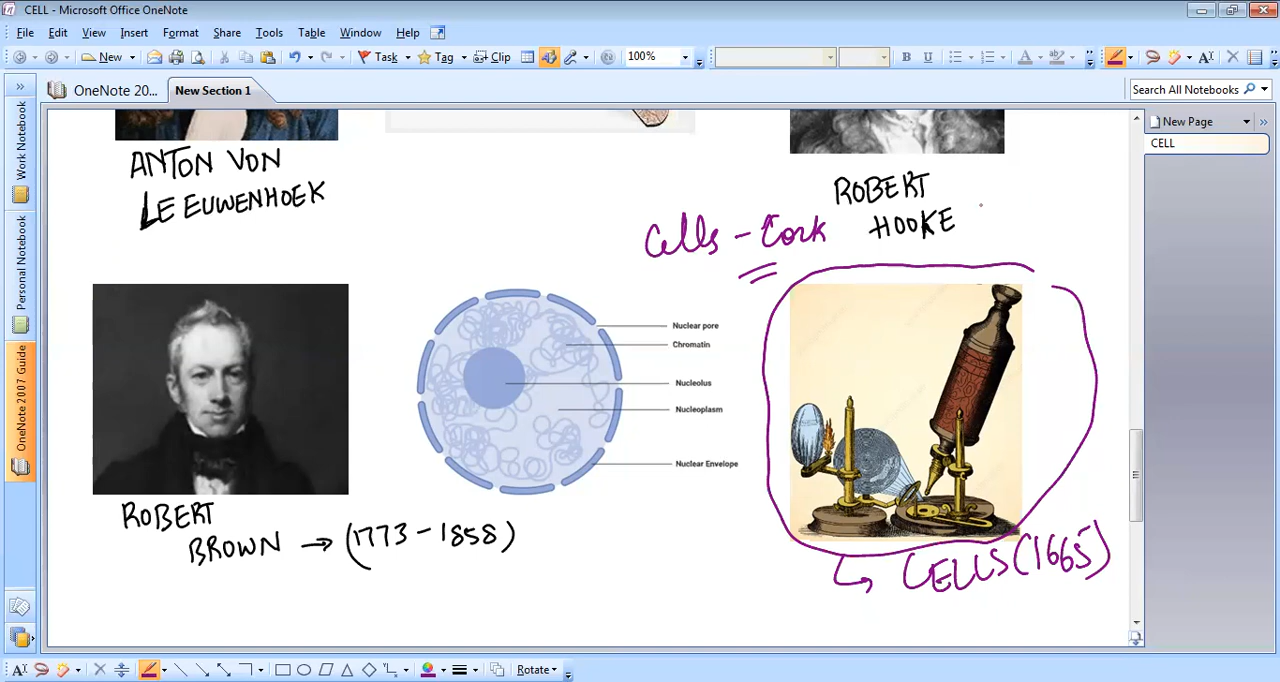 CELL - Microsoft Office OneNote
File Edit View Insert Format Share Tools Table Window Help
New Task Tag Clip 100% B U A
Search All Notebooks
OneNote 20... New Section 1
New Page
CELL
Work Notebook
Personal Notebook
OneNote 2007 Guide
ANTON VON
LEEUWENHOEK
ROBERT
HOOKE
Cells - Cork
Nuclear pore
Chromatin
Nucleolus
Nucleoplasm
Nuclear Envelope
ROBERT
BROWN → (1773-1858)
CELLS (1665)
Rotate